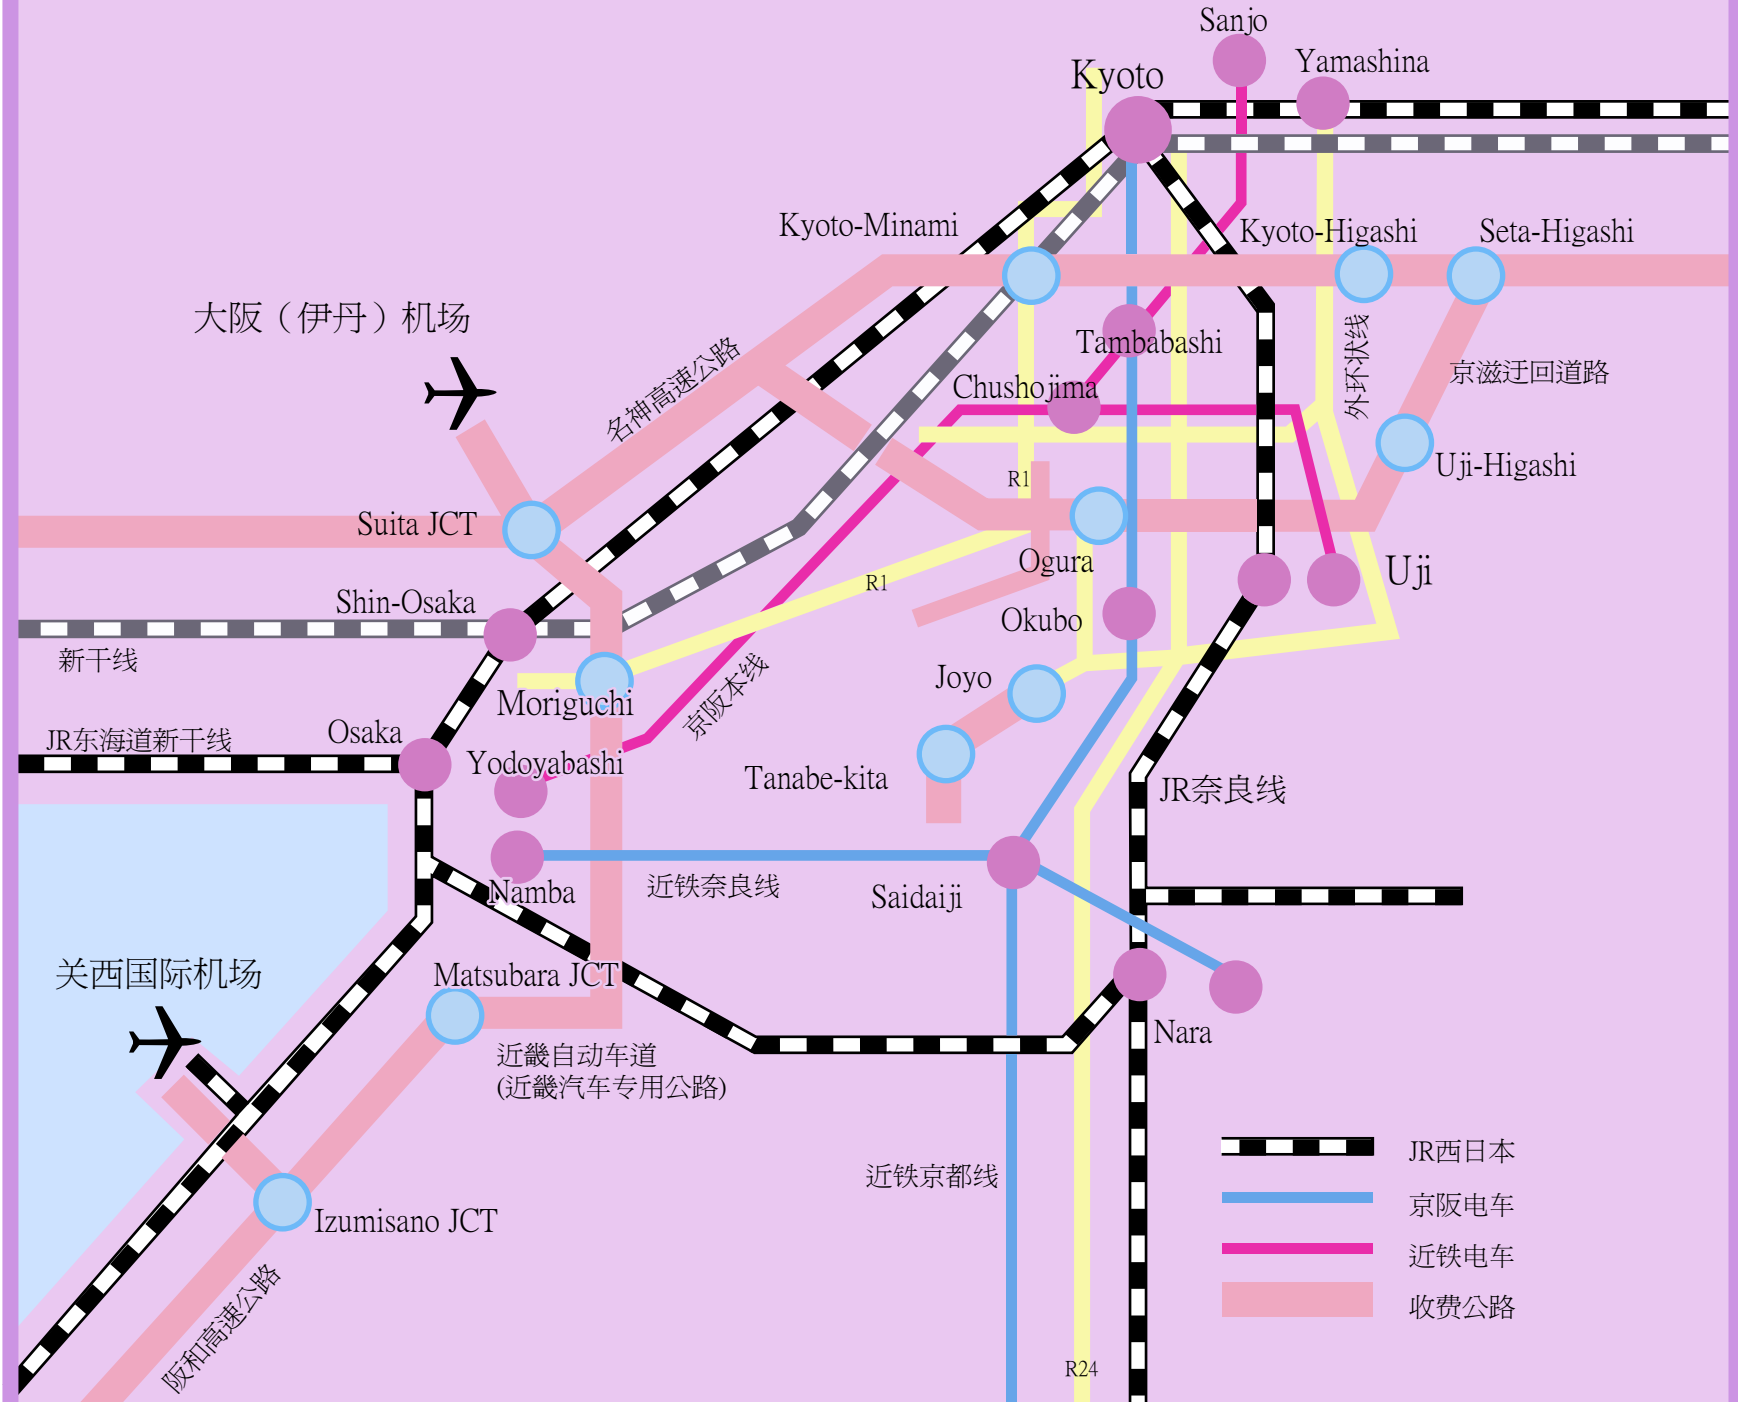 Sanjo
Yamashina
Kyoto
Kyoto-Minami
Kyoto-Higashi
Seta-Higashi
大阪（伊丹）机场
名神高速公路
Tambabashi
外环状线
京滋迂回道路
Chushojima
R1
Uji-Higashi
Suita JCT
Ogura
Uji
R1
Shin-Osaka
Okubo
新干线
Joyo
京阪本线
Moriguchi
Osaka
JR东海道新干线
Yodoyabashi
Tanabe-kita
JR奈良线
Namba
近铁奈良线
Saidaiji
关西国际机场
Matsubara JCT
Nara
近畿自动车道
(近畿汽车专用公路)
JR西日本
近铁京都线
京阪电车
Izumisano JCT
近铁电车
收费公路
阪和高速公路
R24